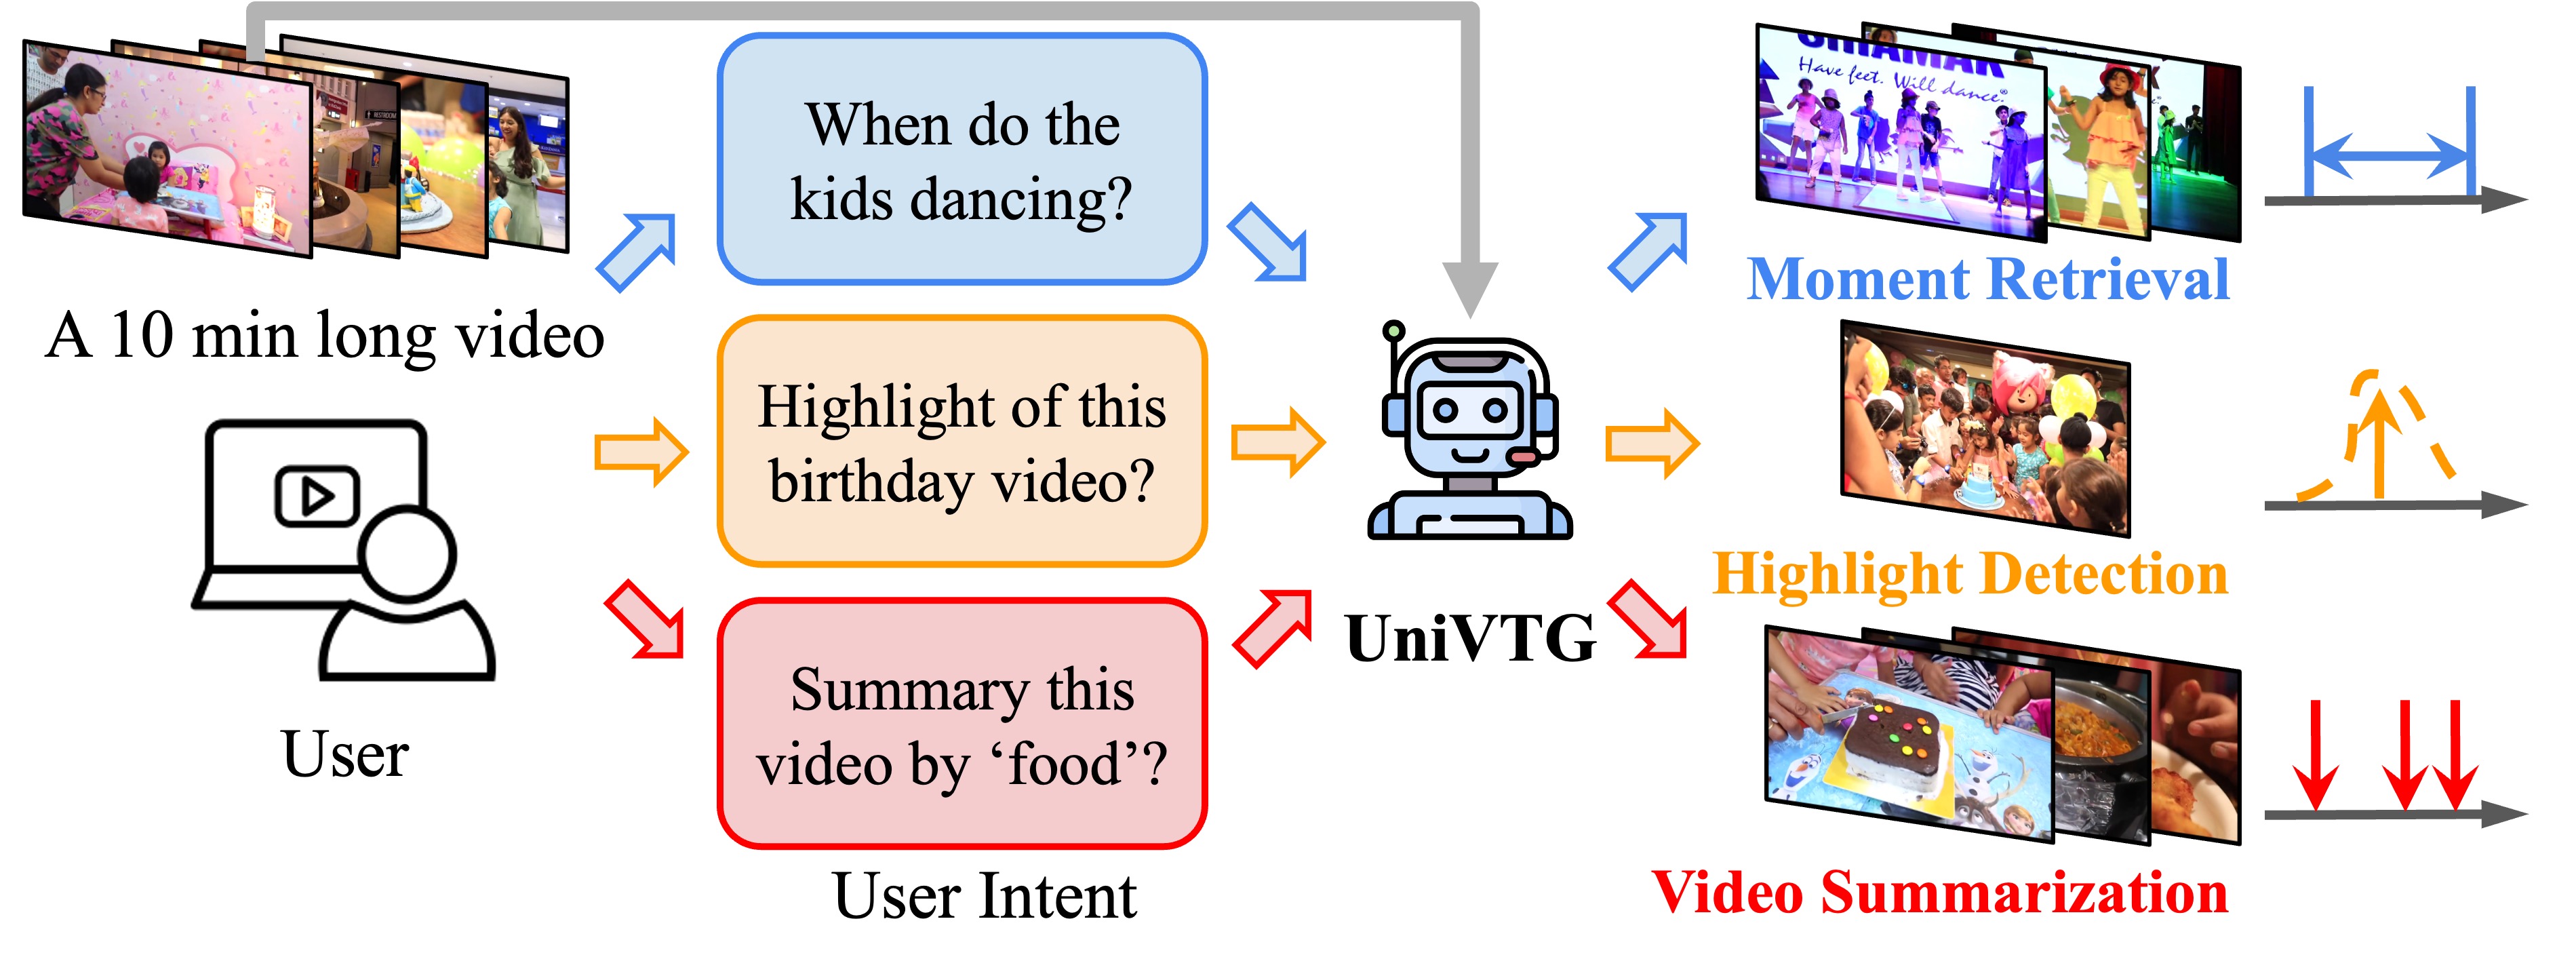 A 10 min long video
User
When do the
kids dancing?
Highlight of this
birthday video?
Summary this
video by ‘food’?
User Intent
UniVTG
Have feet. Will dance.®
Moment Retrieval
Highlight Detection
Video Summarization
RESTROOM